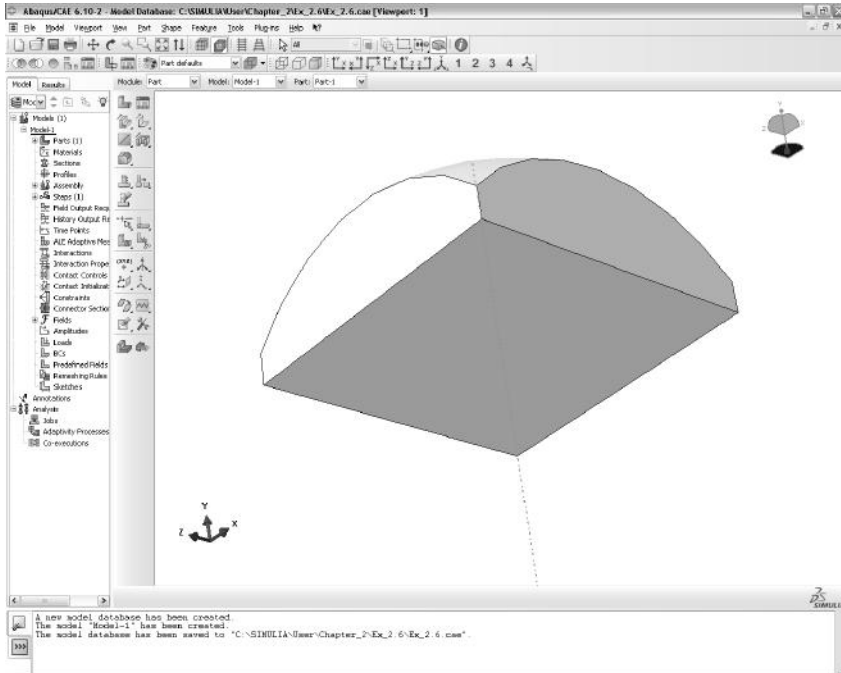 Abaqus/CAE 6.10-2 - Model Database: C:\SIMULIA\User\Chapter_2\Ex_2.6\Ex_2.6.cae [Viewport: 1]
File Model Viewport View Part Shape Feature Tools Plug-ins Help
All
Part defaults
1 2 3 4
Model Results
Module: Part Model: Model-1 Part: Part-1
Models (1)
Model-1
Parts (1)
Materials
Sections
Profiles
Assembly
Steps (1)
Field Output Requ
History Output Re
Time Points
ALE Adaptive Mes
Interactions
Interaction Prope
Contact Controls
Contact Initializat
Constraints
Connector Section
Fields
Amplitudes
Loads
BCs
Predefined Fields
Remeshing Rules
Sketches
Annotations
Analysis
Jobs
Adaptivity Processes
Co-executions
Y
Z
X
SIMULIA
A new model database has been created.
The model "Model-1" has been created.
The model database has been saved to "C:\SIMULIA\User\Chapter_2\Ex_2.6\Ex_2.6.cae".
>>>